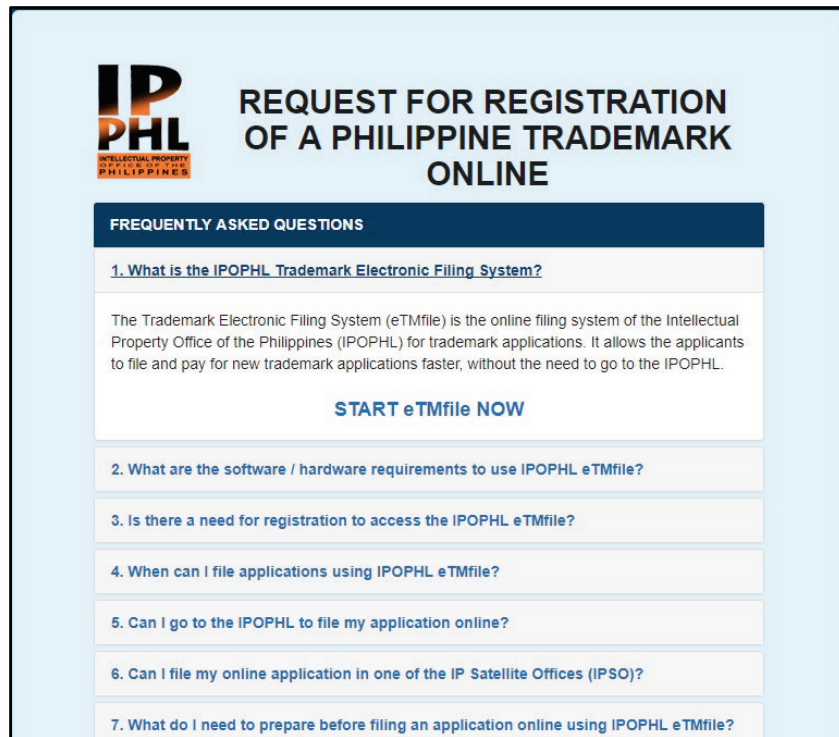 IP
PHL
INTELLECTUAL PROPERTY
OFFICE OF THE
PHILIPPINES
REQUEST FOR REGISTRATION
OF A PHILIPPINE TRADEMARK
ONLINE
FREQUENTLY ASKED QUESTIONS
1. What is the IPOPHL Trademark Electronic Filing System?
The Trademark Electronic Filing System (eTMfile) is the online filing system of the Intellectual
Property Office of the Philippines (IPOPHL) for trademark applications. It allows the applicants
to file and pay for new trademark applications faster, without the need to go to the IPOPHL.
START eTMfile NOW
2. What are the software / hardware requirements to use IPOPHL eTMfile?
3. Is there a need for registration to access the IPOPHL eTMfile?
4. When can I file applications using IPOPHL eTMfile?
5. Can I go to the IPOPHL to file my application online?
6. Can I file my online application in one of the IP Satellite Offices (IPSO)?
7. What do I need to prepare before filing an application online using IPOPHL eTMfile?